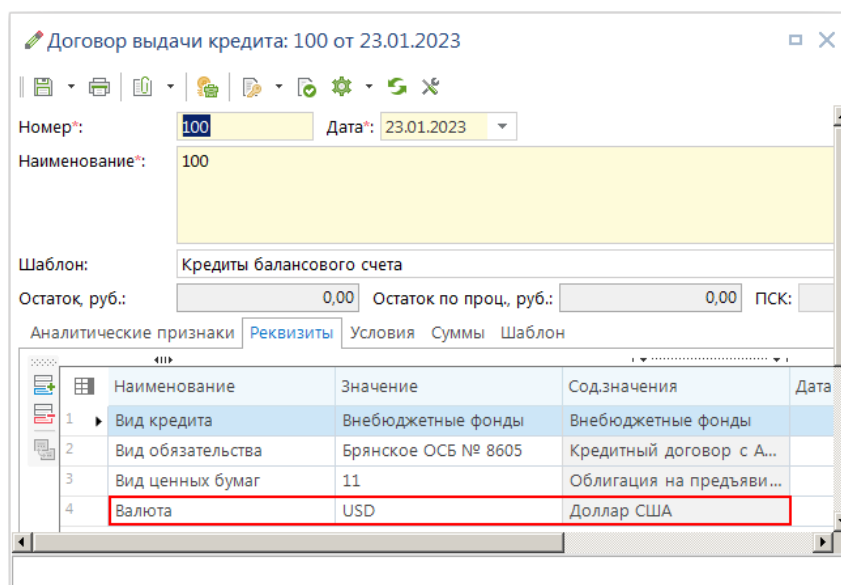 Договор выдачи кредита: 100 от 23.01.2023
Номер*: 100 Дата*: 23.01.2023
Наименование*: 100
Шаблон: Кредиты балансового счета
Остаток, руб.: 0,00 Остаток по проц., руб.: 0,00 ПСК:
Аналитические признаки Реквизиты Условия Суммы Шаблон
Наименование Значение Сод.значения Дата
1 Вид кредита Внебюджетные фонды Внебюджетные фонды
2 Вид обязательства Брянское ОСБ № 8605 Кредитный договор с А...
3 Вид ценных бумаг 11 Облигация на предъяви...
4 Валюта USD Доллар США